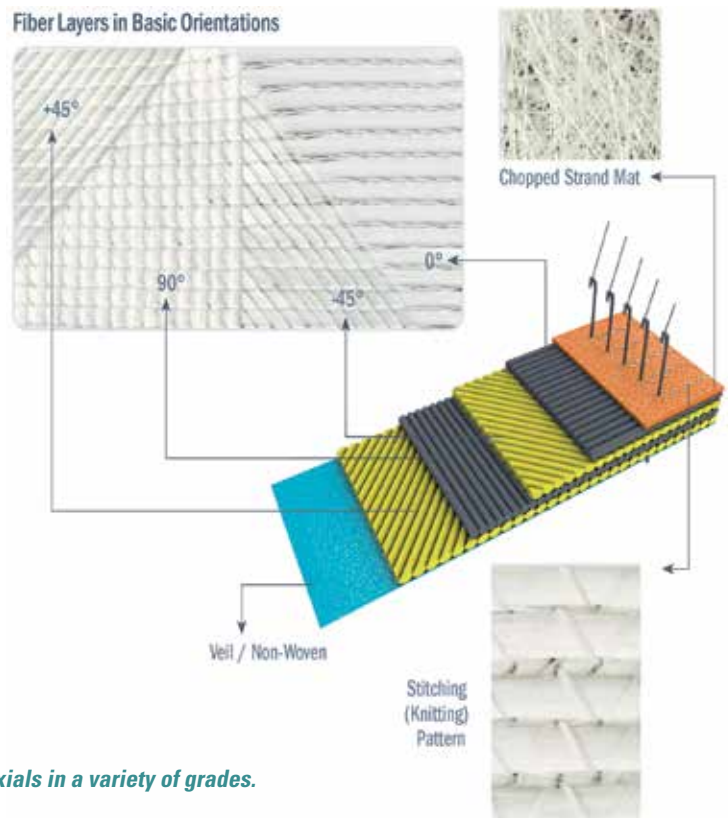 Fiber Layers in Basic Orientations
+45°
90°
-45°
0°
Chopped Strand Mat
Veil / Non-Woven
Stitching
(Knitting)
Pattern
xials in a variety of grades.